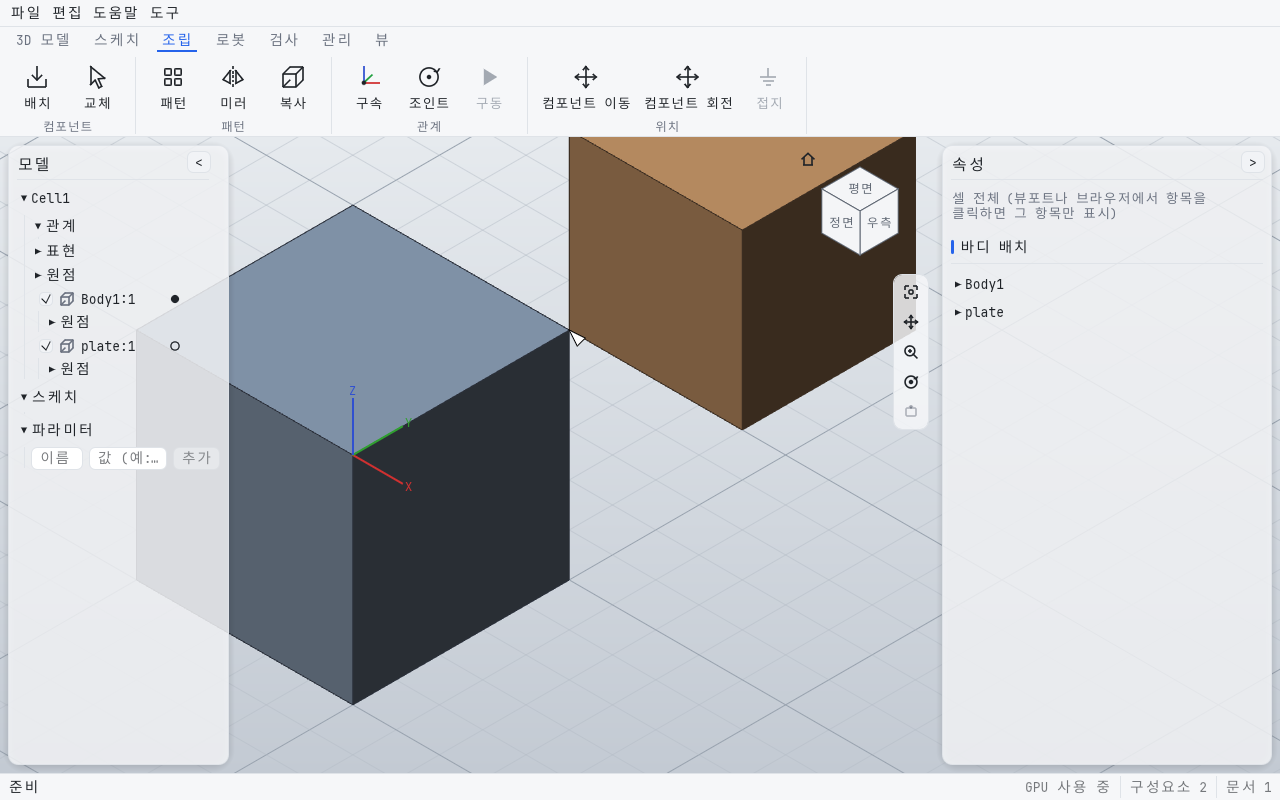 파일 편집 도움말 도구
3D 모델 스케치 조립 로봇 검사 관리 뷰
배치 교체 패턴 미러 복사 구속 조인트 구동 컴포넌트 이동 컴포넌트 회전 접지
컴포넌트 패턴 관계 위치
모델 <
▼ Cell1
▼ 관계
▶ 표현
▶ 원점
Body1:1
▶ 원점
plate:1
▶ 원점
▼ 스케치
▼ 파라미터
이름 값 (예:… 추가
Z
Y
X
평면
정면 우측
속성 >
셀 전체 (뷰포트나 브라우저에서 항목을
클릭하면 그 항목만 표시)
바디 배치
▶ Body1
▶ plate
준비 GPU 사용 중 구성요소 2 문서 1